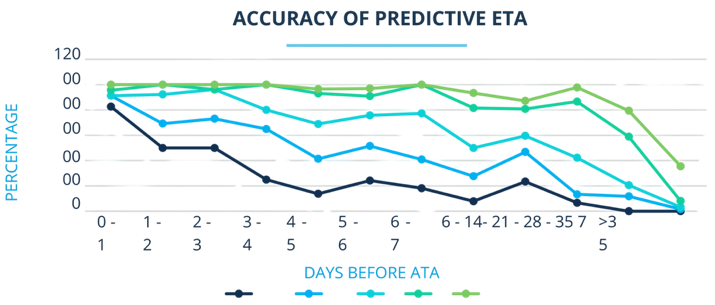 ACCURACY OF PREDICTIVE ETA
120
00
00
00
00
00
0
PERCENTAGE
0 - 1 - 2 - 3 - 4 - 5 - 6 - 6 - 14- 21 - 28 - 35 7 >3
1 2 3 4 5 6 7 5
DAYS BEFORE ATA